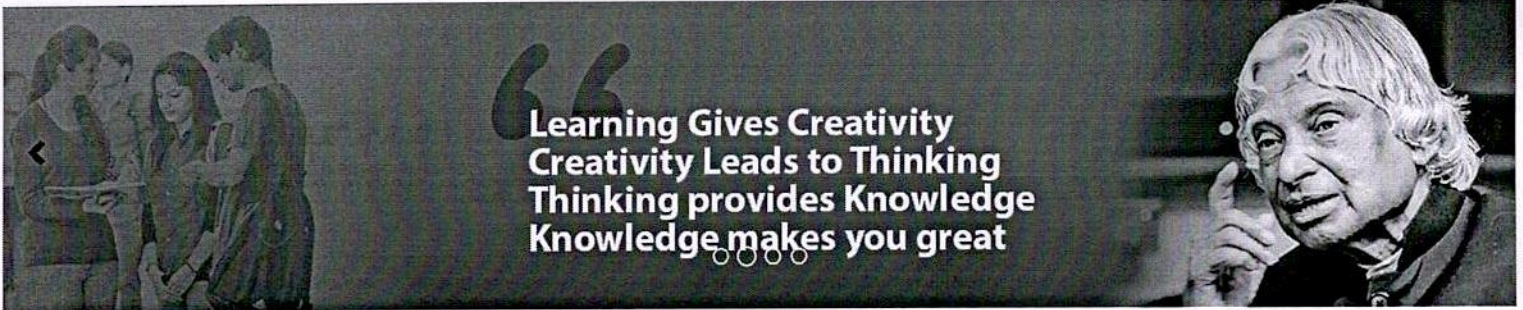 “
Learning Gives Creativity
Creativity Leads to Thinking
Thinking provides Knowledge
Knowledge makes you great